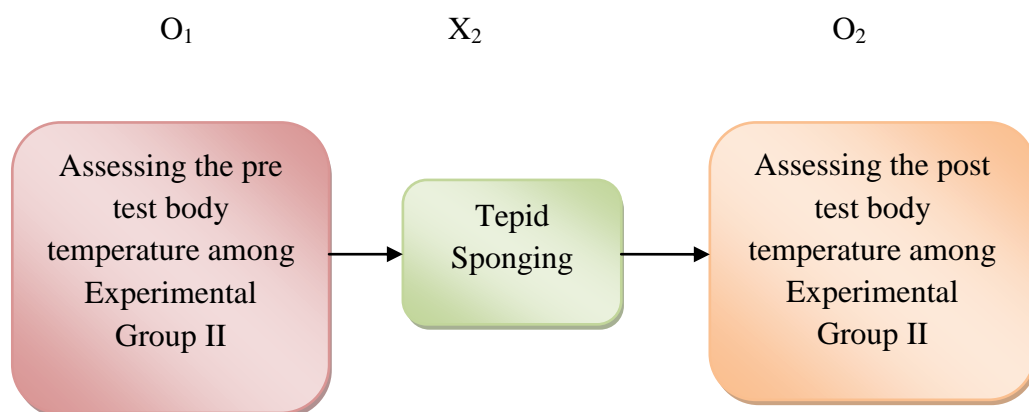 O₁ X₂ O₂
Assessing the pre
test body
temperature among
Experimental
Group II
Tepid
Sponging
Assessing the post
test body
temperature among
Experimental
Group II